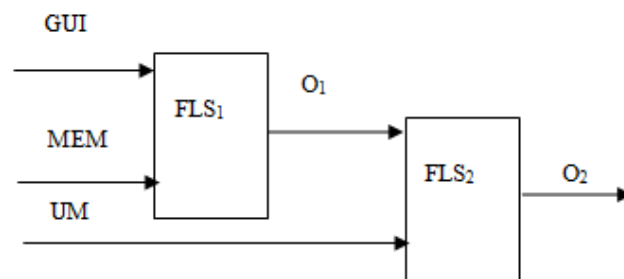 GUI
O₁
FLS₁
MEM
FLS₂
O₂
UM